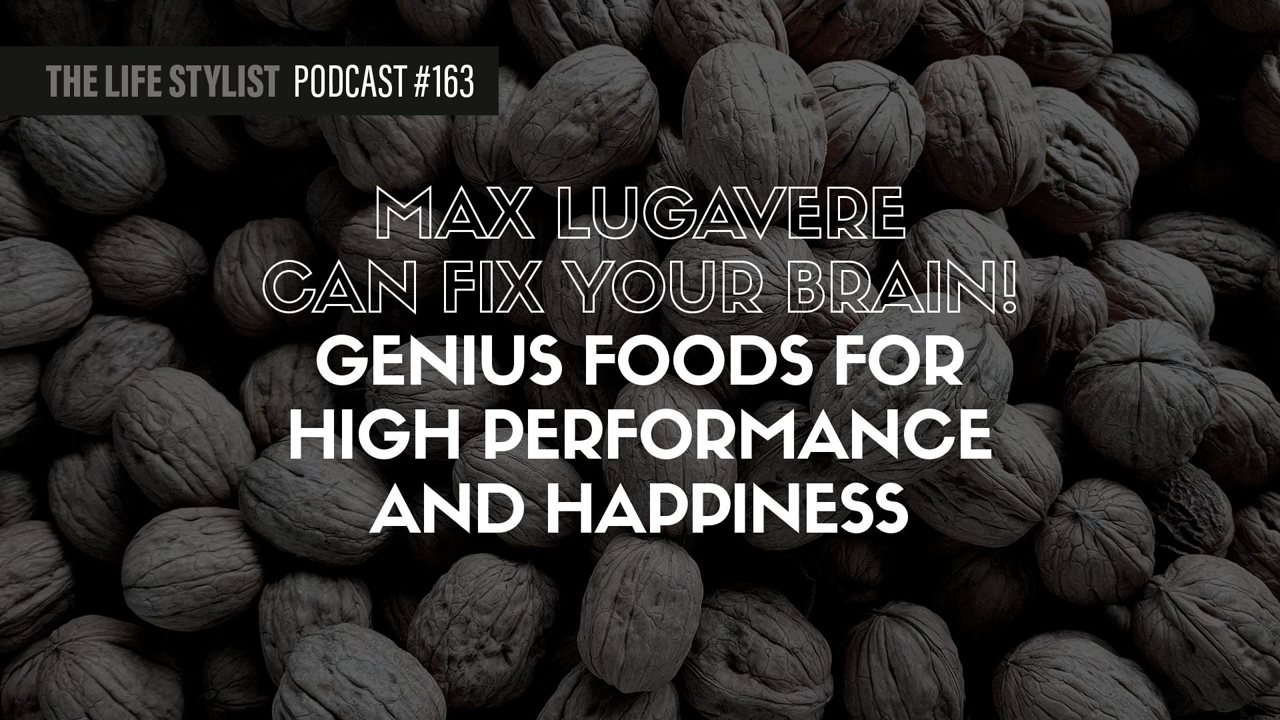 THE LIFE STYLIST PODCAST #163
MAX LUGAVERE
CAN FIX YOUR BRAIN!
GENIUS FOODS FOR
HIGH PERFORMANCE
AND HAPPINESS